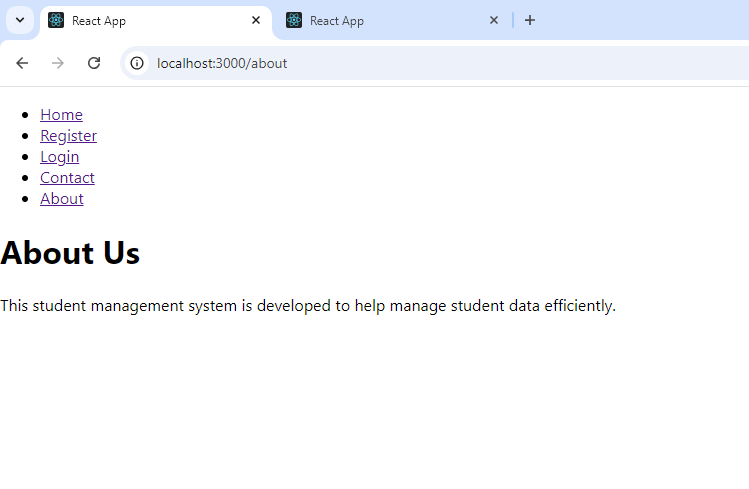 React App
React App
localhost:3000/about
Home
Register
Login
Contact
About
About Us
This student management system is developed to help manage student data efficiently.